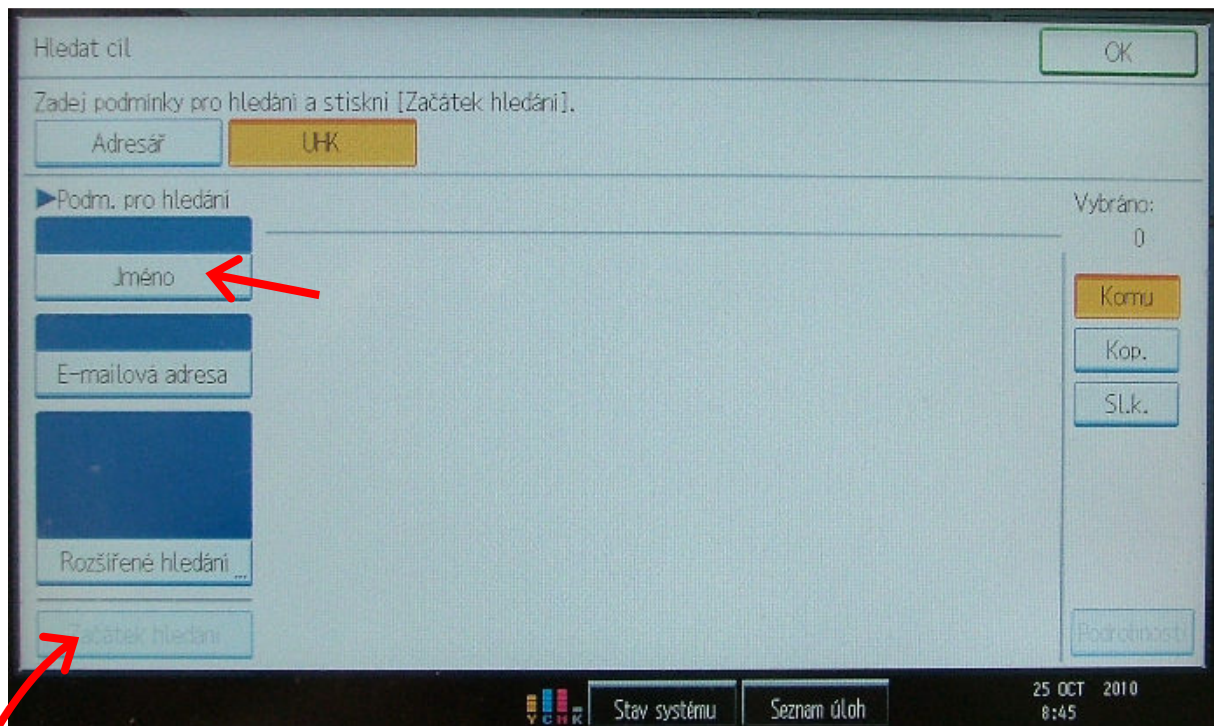 Hledat cíl
OK
Zadej podmínky pro hledání a stiskni [Začátek hledání].
Adresář
UHK
Podm. pro hledání
Vybráno:
0
Jméno
Komu
Kop.
E-mailová adresa
Sl.k.
Rozšířené hledání
...
Začátek hledání
Podrobnosti
Y C M K
Stav systému
Seznam úloh
25 OCT 2010
8:45